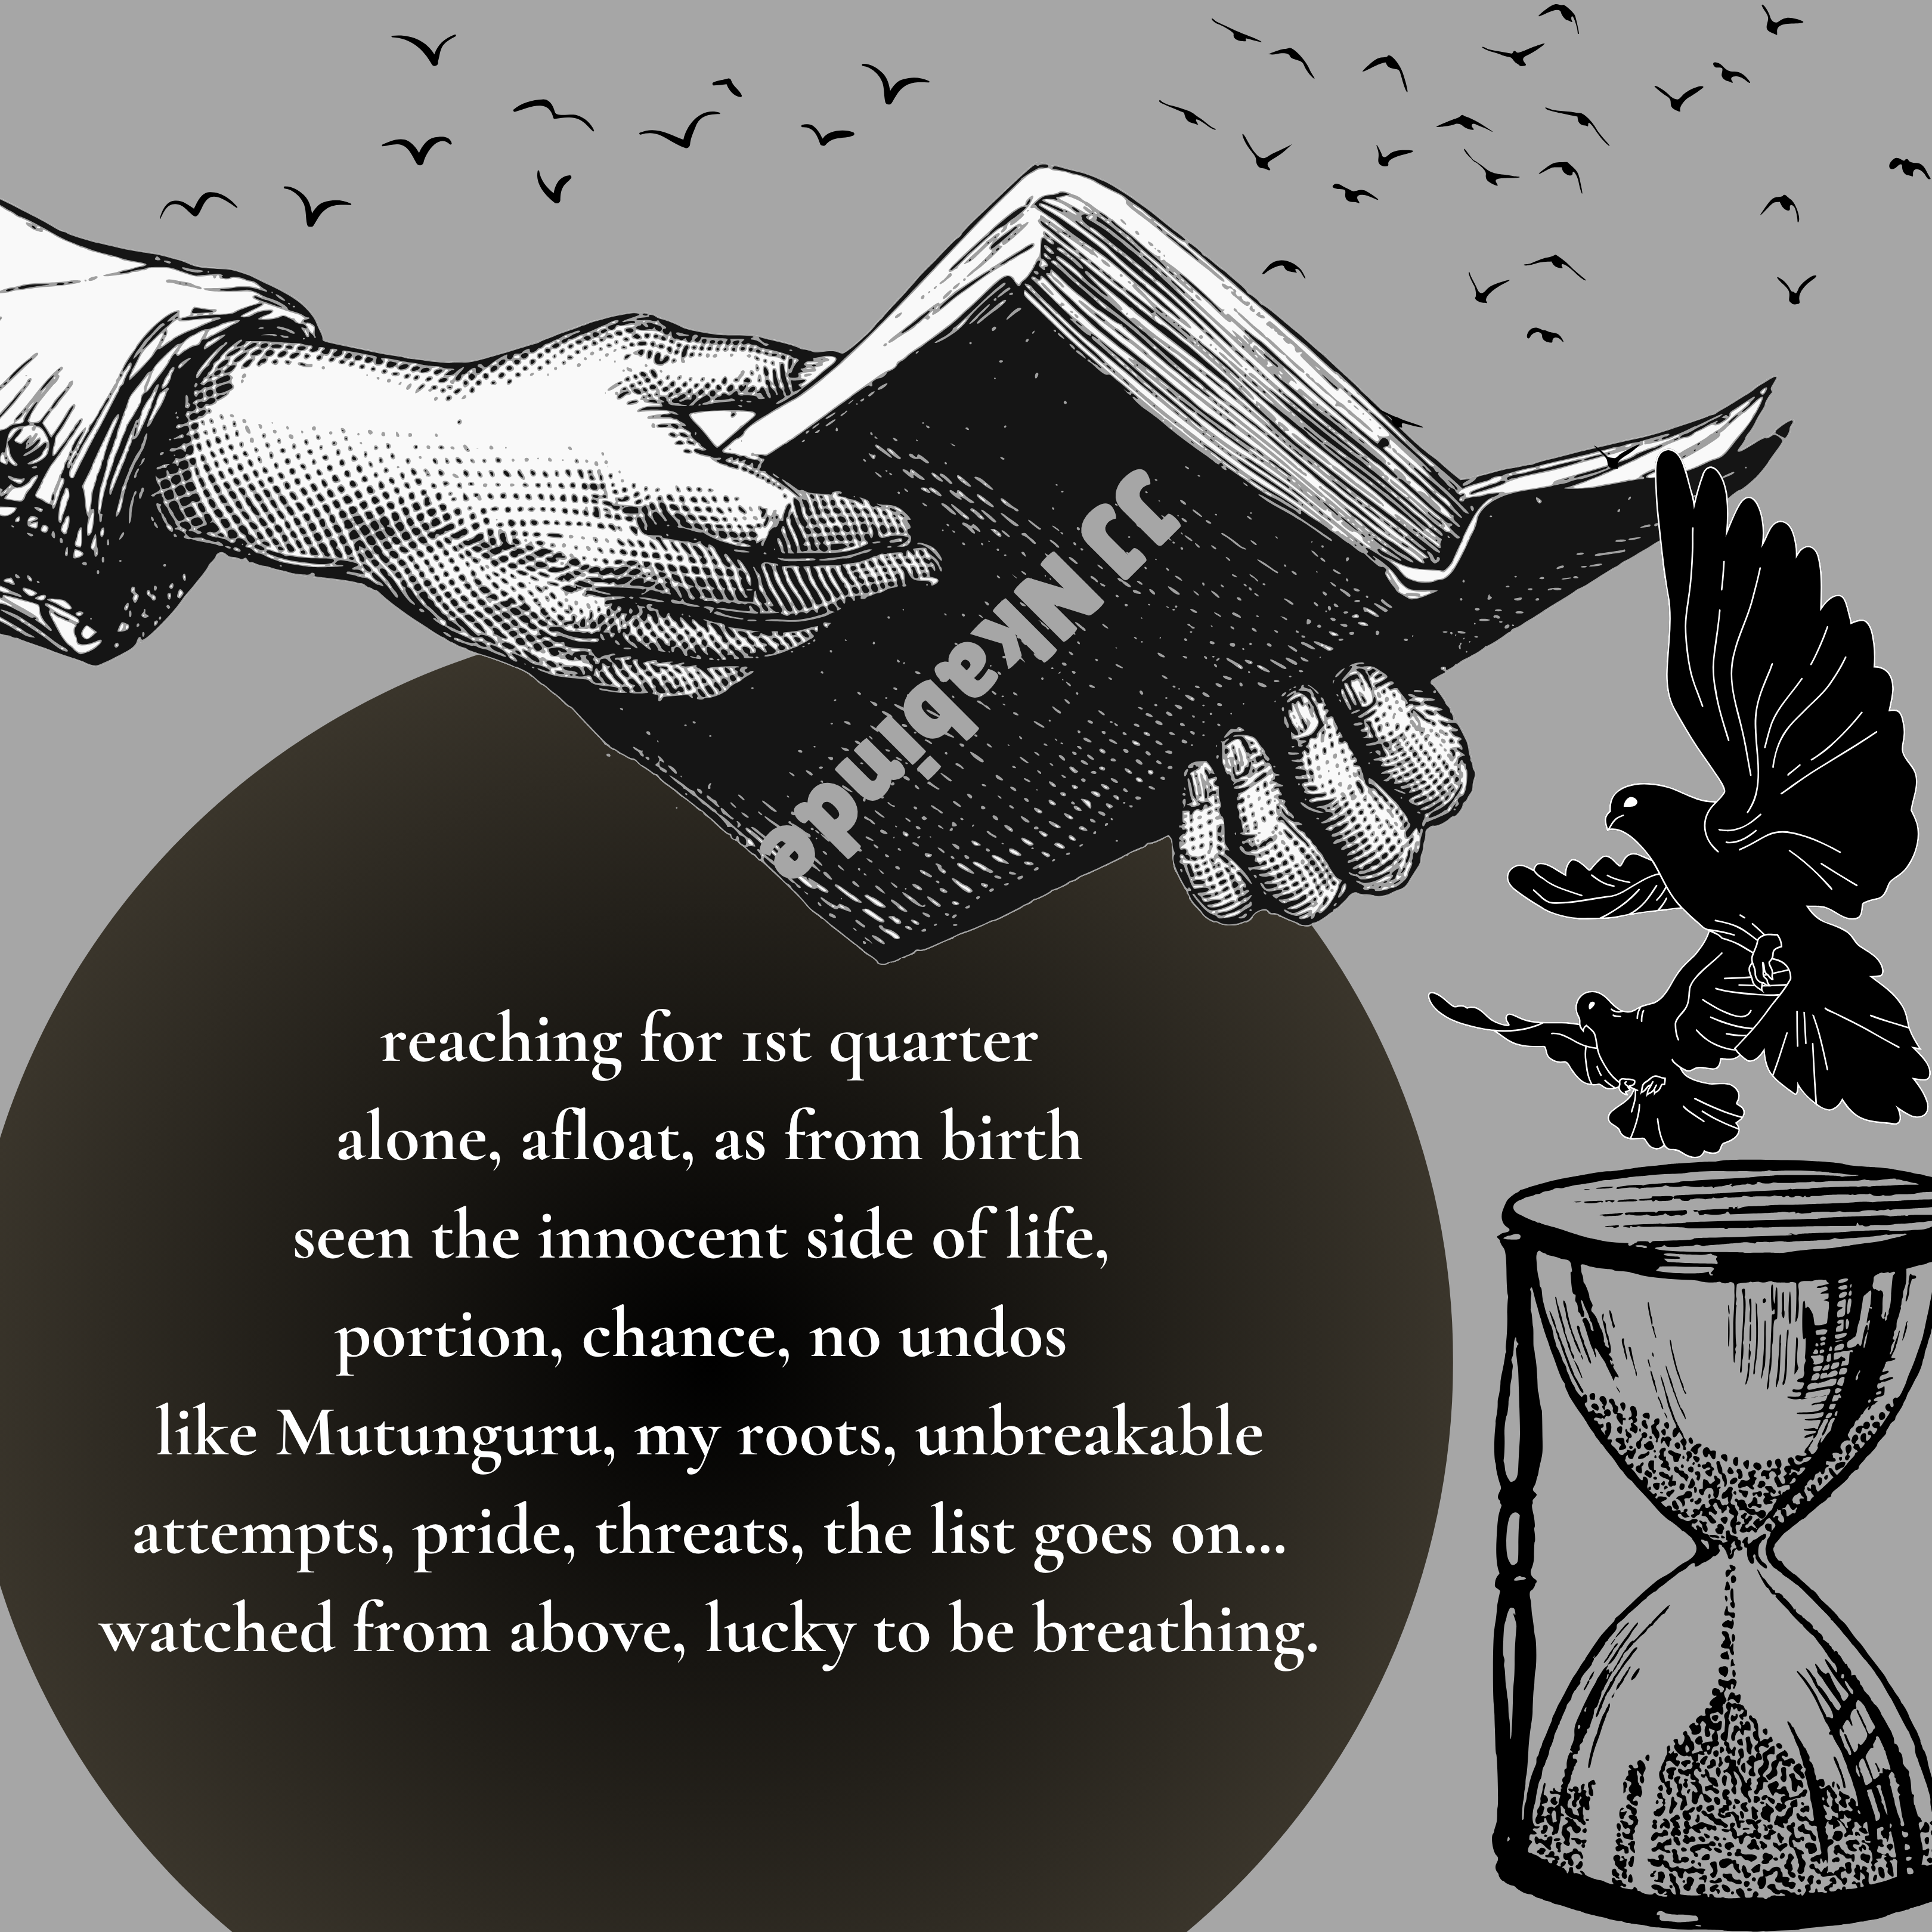 JJ Nkebinde
reaching for 1st quarter
alone, afloat, as from birth
seen the innocent side of life,
portion, chance, no undos
like Mutunguru, my roots, unbreakable
attempts, pride, threats, the list goes on...
watched from above, lucky to be breathing.